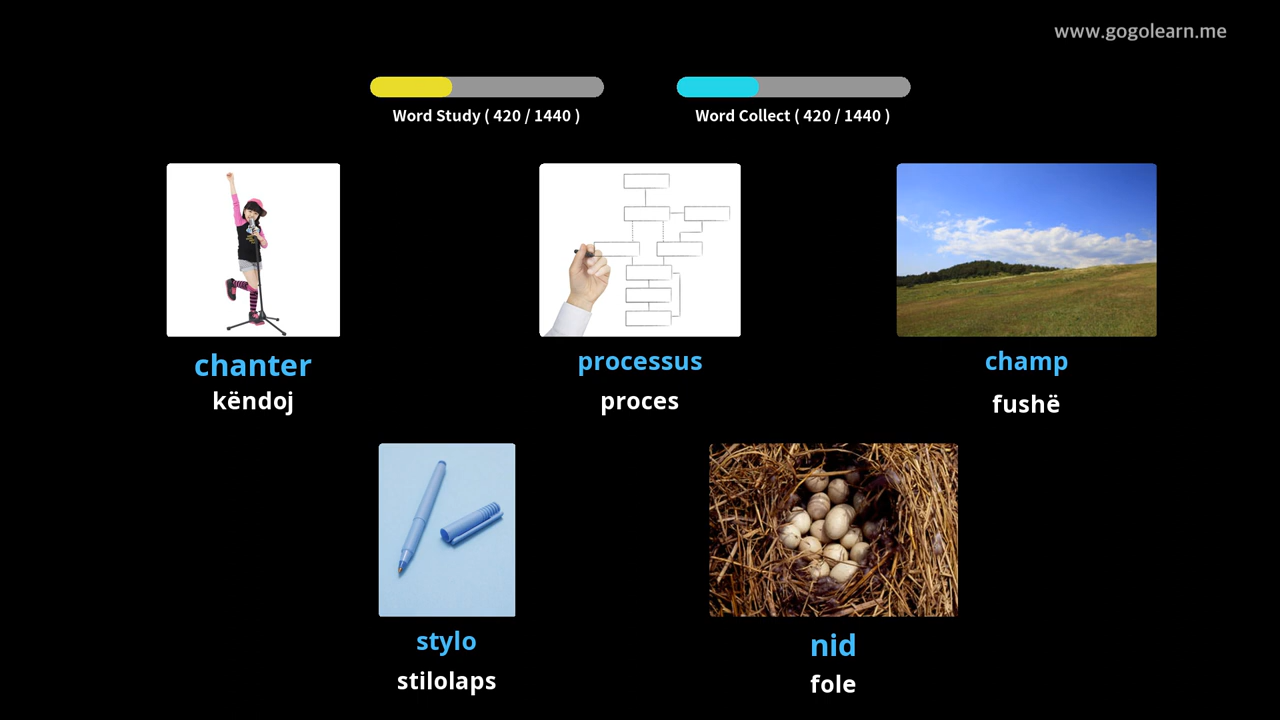 www.gogolearn.me
Word Study ( 420 / 1440 )
Word Collect ( 420 / 1440 )
chanter
këndoj
processus
proces
champ
fushë
stylo
stilolaps
nid
fole